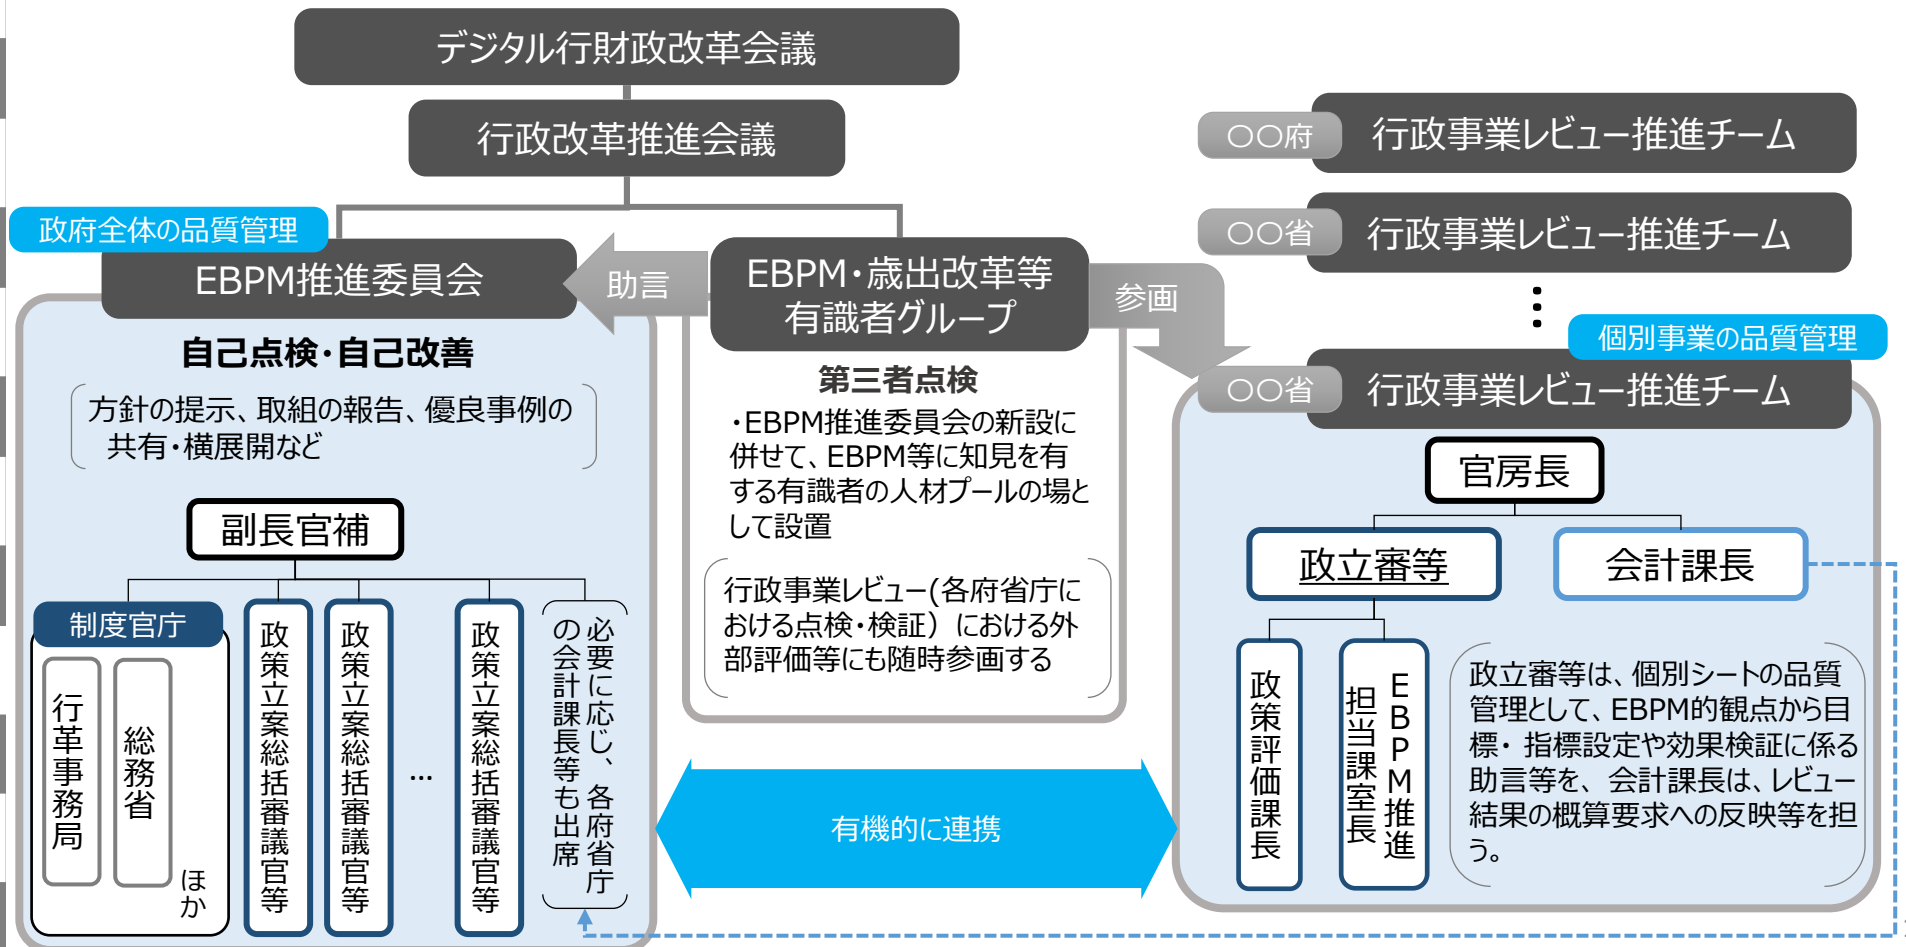 デジタル行財政改革会議
行政改革推進会議
政府全体の品質管理
EBPM推進委員会
助言
EBPM・歳出改革等
有識者グループ
参画
自己点検・自己改善
方針の提示、取組の報告、優良事例の
共有・横展開など
副長官補
制度官庁
行革事務局
総務省
ほか
政策立案総括審議官等
政策立案総括審議官等
…
政策立案総括審議官等
必要に応じ、各府省庁
の会計課長等も出席
第三者点検
・EBPM推進委員会の新設に
併せて、EBPM等に知見を有
する有識者の人材プールの場と
して設置
行政事業レビュー(各府省庁に
おける点検・検証）における外
部評価等にも随時参画する
有機的に連携
〇〇府
行政事業レビュー推進チーム
〇〇省
行政事業レビュー推進チーム
個別事業の品質管理
〇〇省
行政事業レビュー推進チーム
官房長
政立審等
会計課長
政策評価課長
EBPM推進
担当課室長
政立審等は、個別シートの品質
管理として、EBPM的観点から目
標・ 指標設定や効果検証に係る
助言等を、 会計課長は、レビュー
結果の概算要求への反映等を担
う。